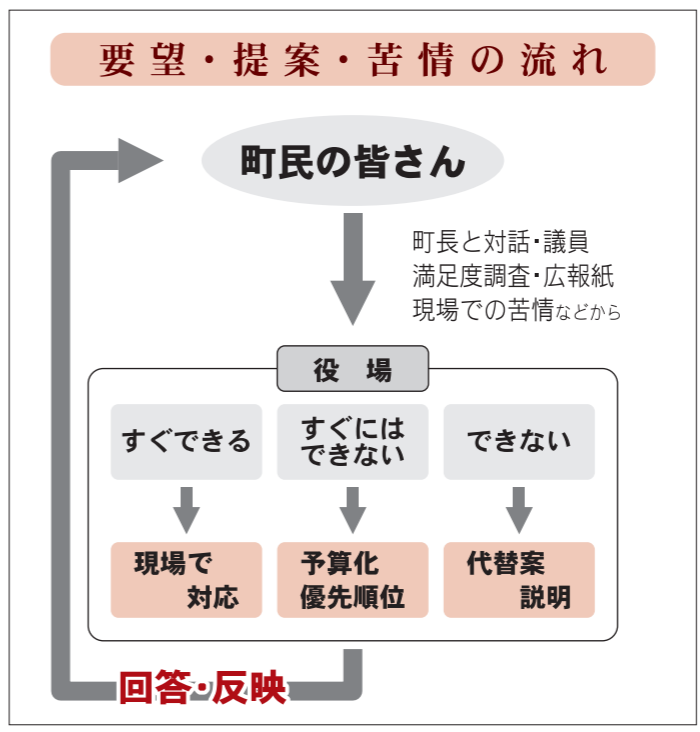 要望・提案・苦情の流れ
町民の皆さん
町長と対話・議員
満足度調査・広報紙
現場での苦情などから
役場
すぐできる
すぐには
できない
できない
現場で
対応
予算化
優先順位
代替案
説明
回答・反映